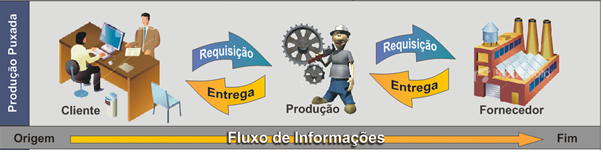 Produção Puxada
Requisição
Entrega
Requisição
Entrega
Cliente
Produção
Fornecedor
Origem
Fluxo de Informações
Fim